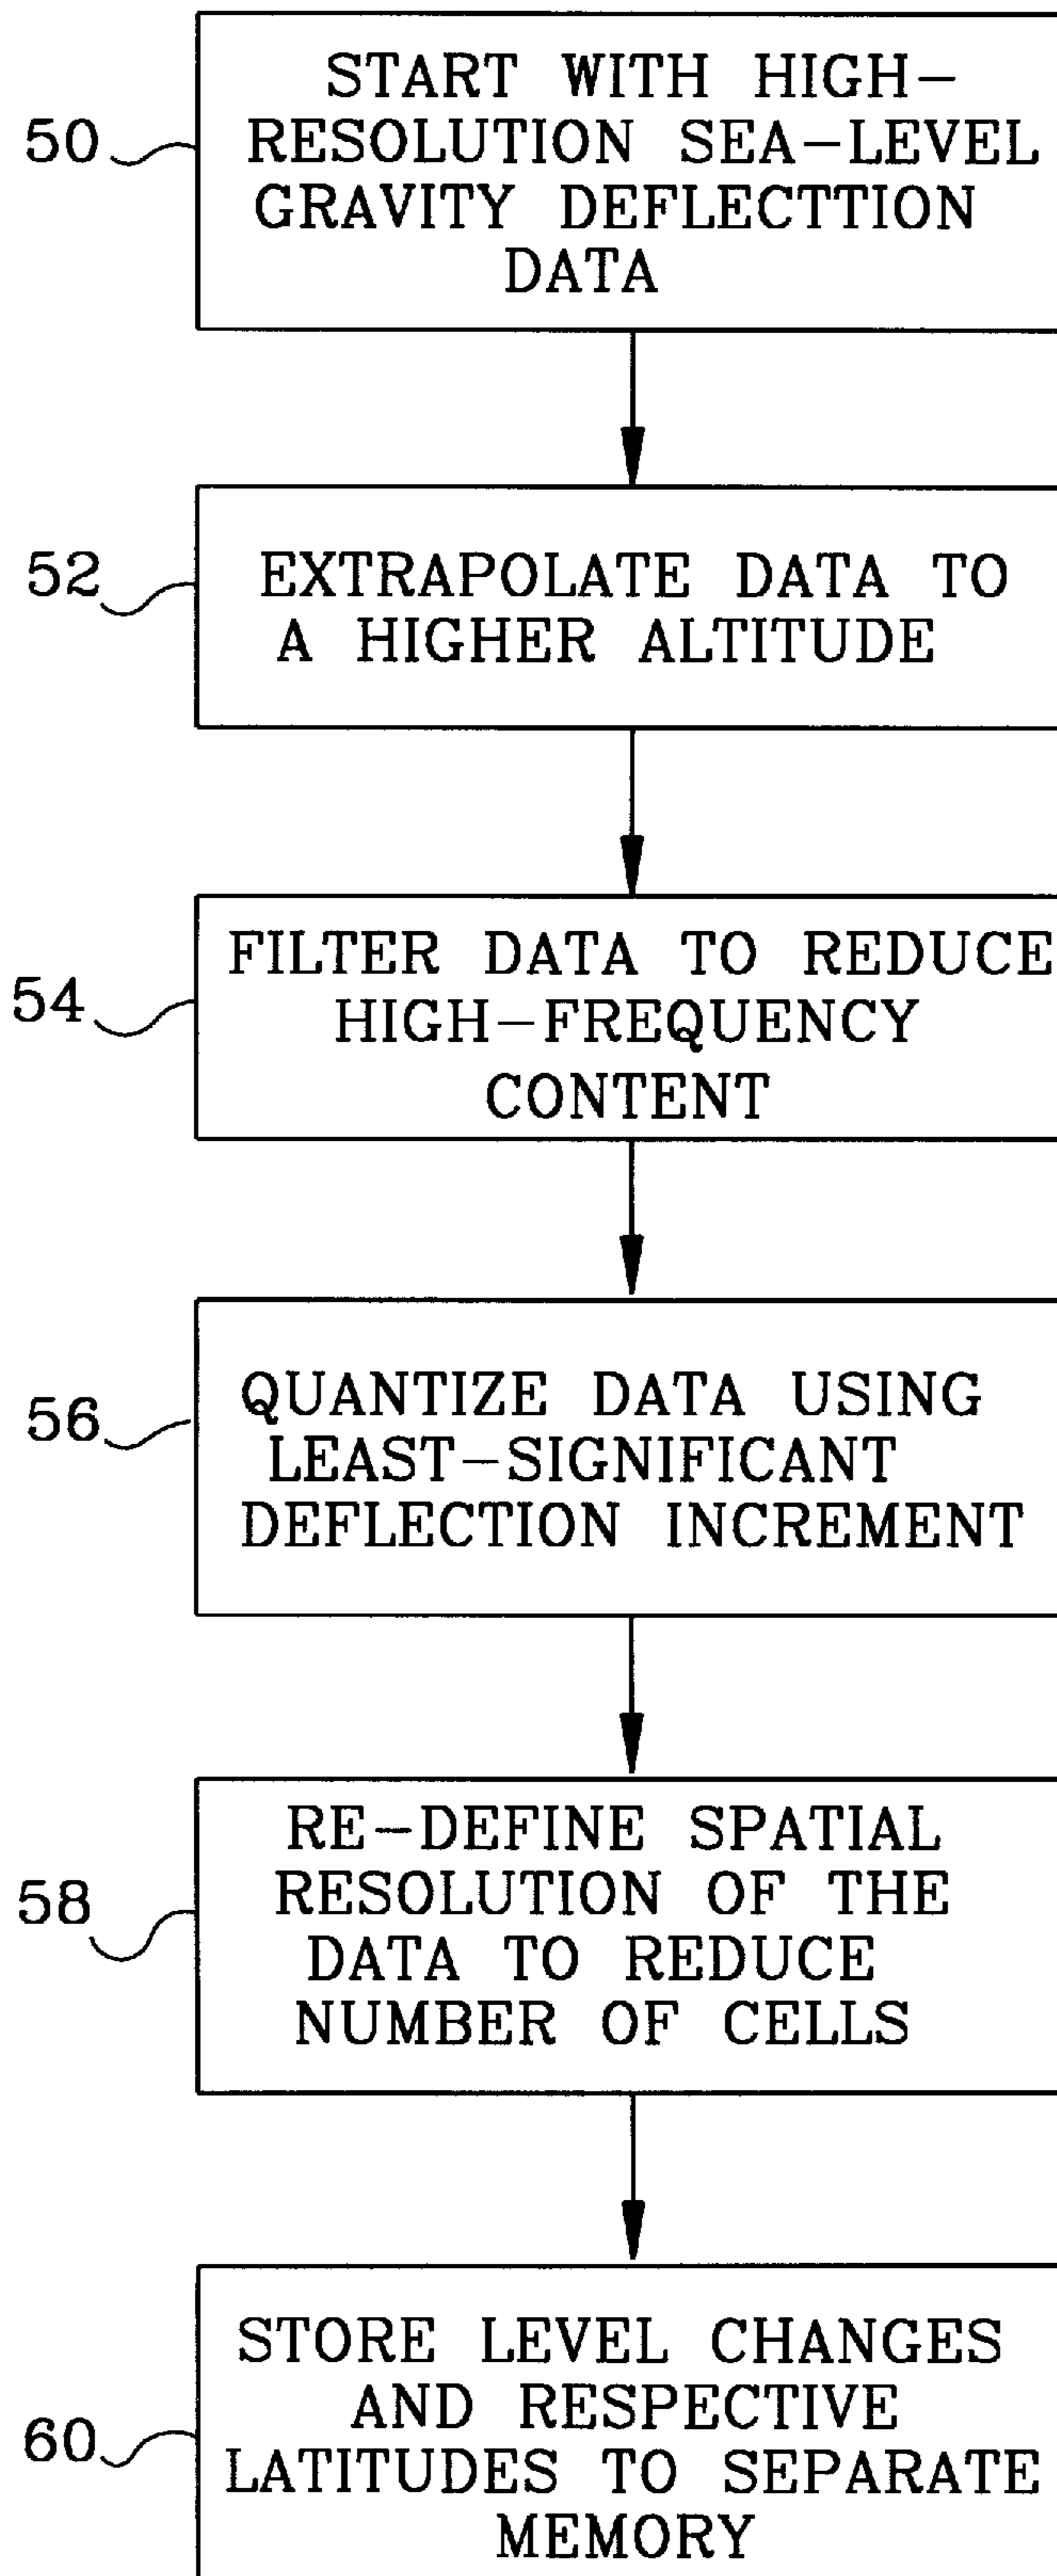 50
START WITH HIGH-
RESOLUTION SEA-LEVEL
GRAVITY DEFLECTTION
DATA
52
EXTRAPOLATE DATA TO
A HIGHER ALTITUDE
54
FILTER DATA TO REDUCE
HIGH-FREQUENCY
CONTENT
56
QUANTIZE DATA USING
LEAST-SIGNIFICANT
DEFLECTION INCREMENT
58
RE-DEFINE SPATIAL
RESOLUTION OF THE
DATA TO REDUCE
NUMBER OF CELLS
60
STORE LEVEL CHANGES
AND RESPECTIVE
LATITUDES TO SEPARATE
MEMORY